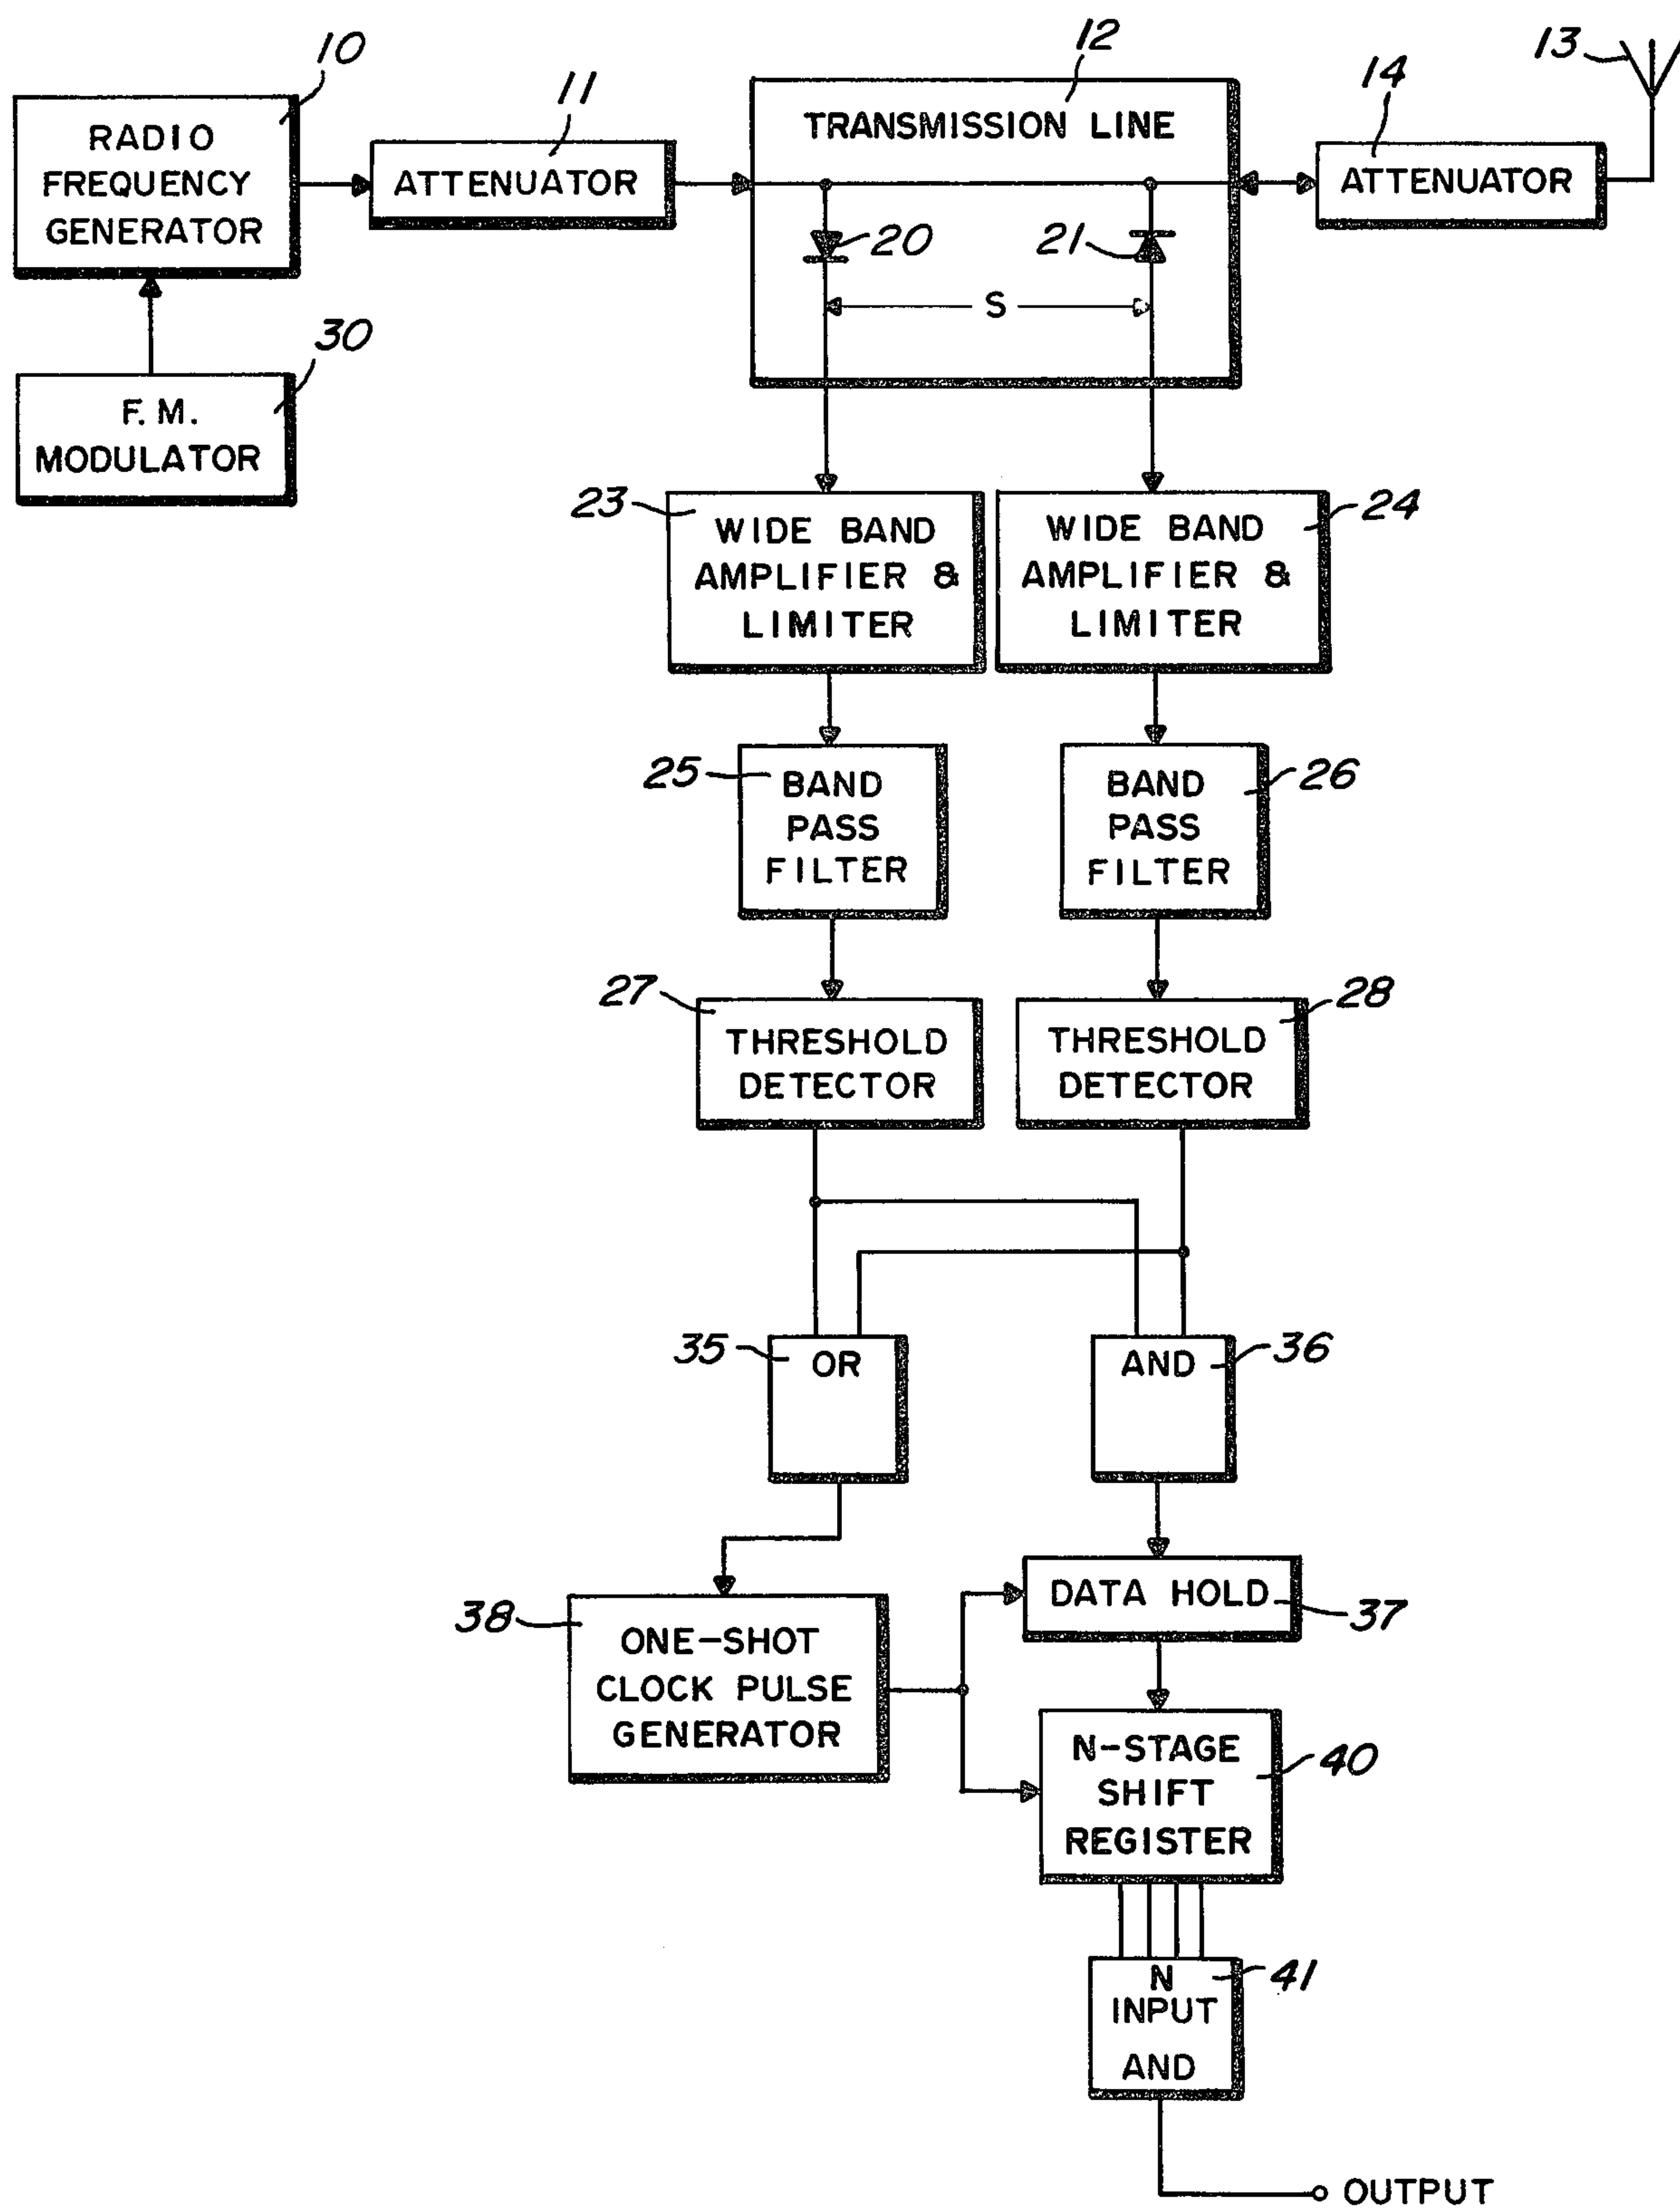 10
RADIO
FREQUENCY
GENERATOR
11
ATTENUATOR
12
TRANSMISSION LINE
20
21
S
13
14
ATTENUATOR
30
F. M.
MODULATOR
23
WIDE BAND
AMPLIFIER &
LIMITER
24
WIDE BAND
AMPLIFIER &
LIMITER
25
BAND
PASS
FILTER
26
BAND
PASS
FILTER
27
THRESHOLD
DETECTOR
28
THRESHOLD
DETECTOR
35
OR
36
AND
38
ONE-SHOT
CLOCK PULSE
GENERATOR
DATA HOLD
37
N-STAGE
SHIFT
REGISTER
40
N
INPUT
AND
41
OUTPUT